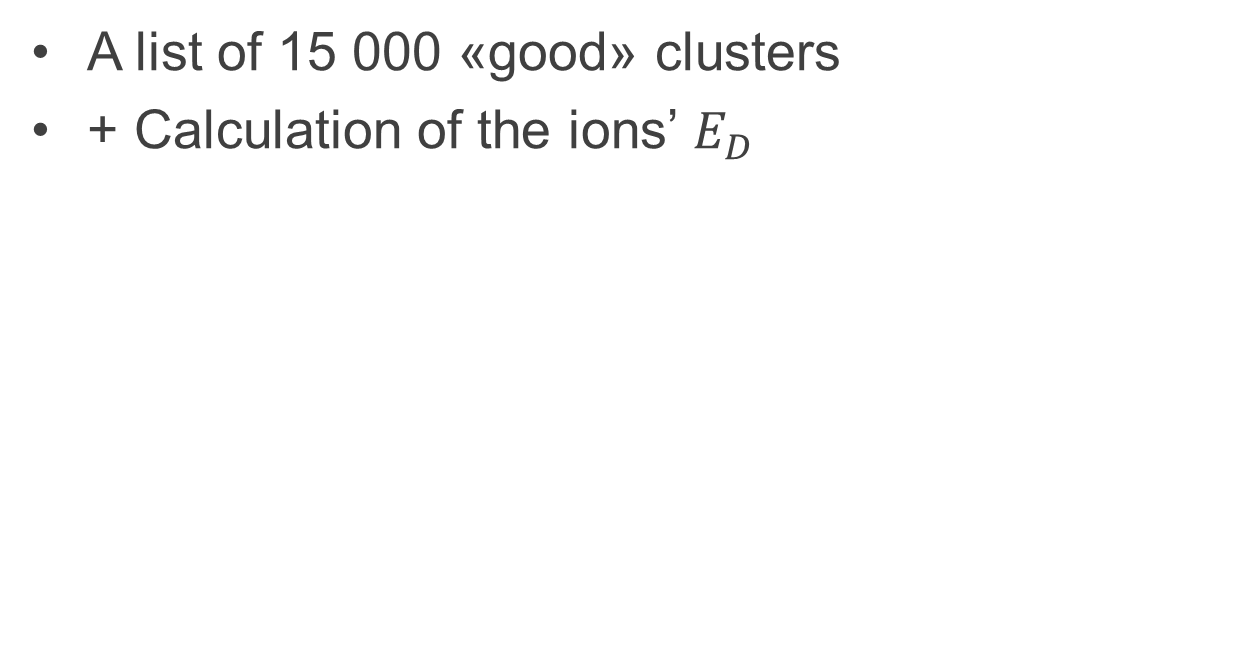 • A list of 15 000 «good» clusters
• + Calculation of the ions’ $E_D$